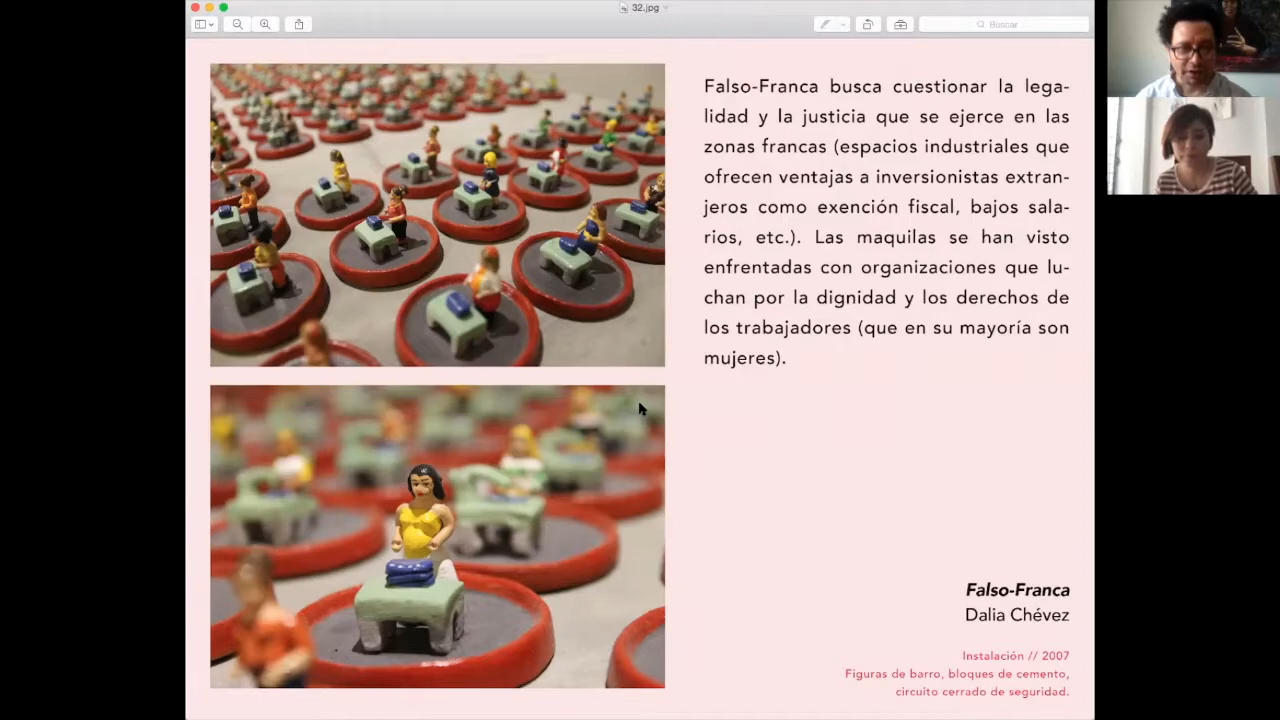 32.jpg
Buscar
Falso-Franca busca cuestionar la lega-
lidad y la justicia que se ejerce en las
zonas francas (espacios industriales que
ofrecen ventajas a inversionistas extran-
jeros como exención fiscal, bajos sala-
rios, etc.). Las maquilas se han visto
enfrentadas con organizaciones que lu-
chan por la dignidad y los derechos de
los trabajadores (que en su mayoría son
mujeres).
Falso-Franca
Dalia Chévez
Instalación // 2007
Figuras de barro, bloques de cemento,
circuito cerrado de seguridad.